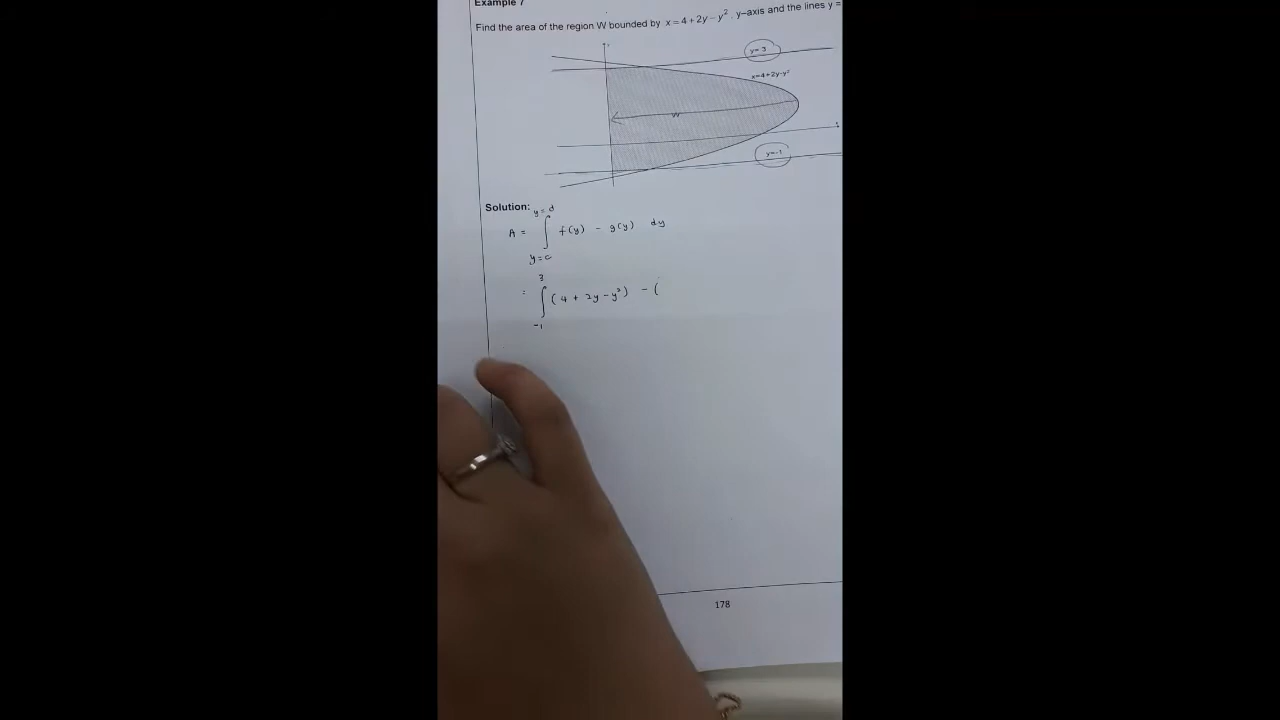 Example 7
Find the area of the region W bounded by x = 4 + 2y − y², y−axis and the lines y =
y=3
x=4+2y-y²
W
y=-1
Solution:
y = d
A = ∫ f(y) - g(y) dy
y = c
3
= ∫ (4 + 2y - y²) - (
-1
178